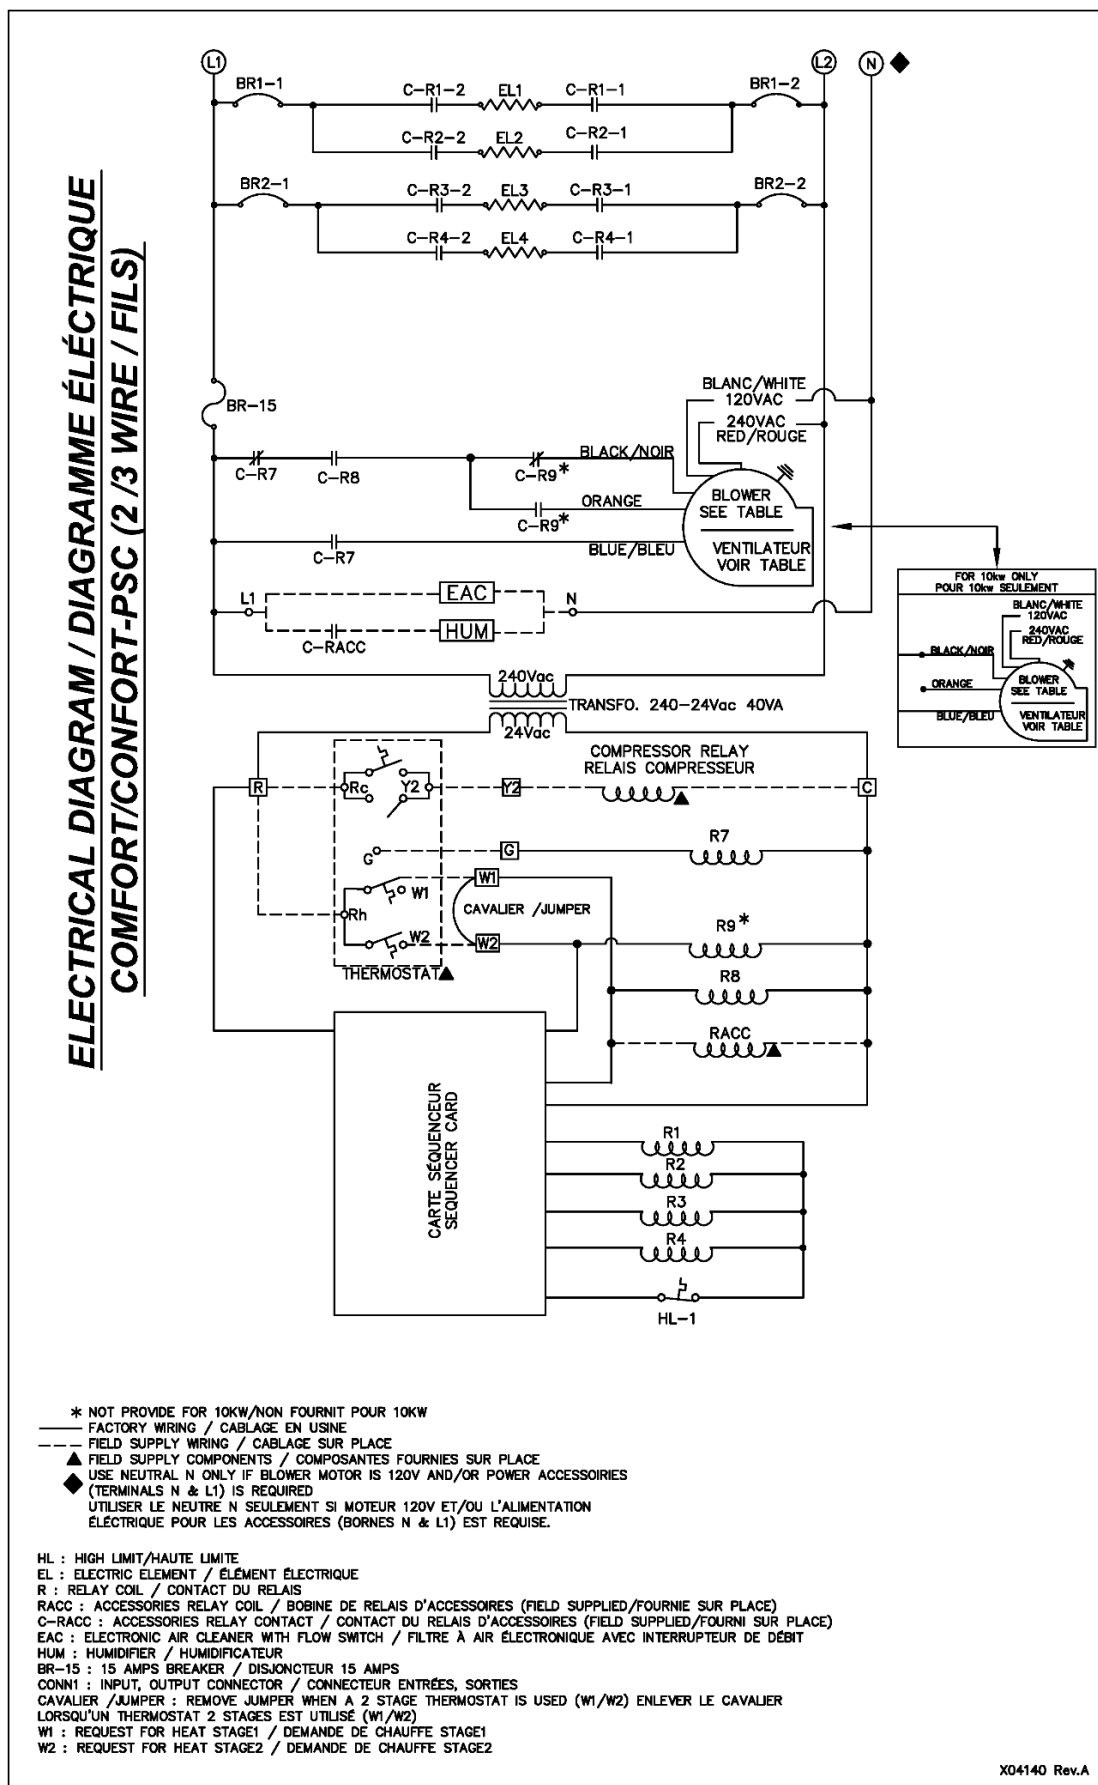 ELECTRICAL DIAGRAM / DIAGRAMME ÉLÉCTRIQUE
COMFORT/CONFORT-PSC (2 /3 WIRE / FILS)
L1
L2
N
BR1-1
C-R1-2
EL1
C-R1-1
BR1-2
C-R2-2
EL2
C-R2-1
BR2-1
C-R3-2
EL3
C-R3-1
BR2-2
C-R4-2
EL4
C-R4-1
BR-15
BLANC/WHITE
120VAC
240VAC
RED/ROUGE
C-R7
C-R8
C-R9*
BLACK/NOIR
C-R9*
ORANGE
C-R7
BLUE/BLEU
BLOWER
SEE TABLE
VENTILATEUR
VOIR TABLE
L1
EAC
N
C-RACC
HUM
FOR 10kw ONLY
POUR 10kw SEULEMENT
BLANC/WHITE
120VAC
240VAC
RED/ROUGE
BLACK/NOIR
ORANGE
BLUE/BLEU
BLOWER
SEE TABLE
VENTILATEUR
VOIR TABLE
240Vac
TRANSFO. 240-24Vac 40VA
24Vac
COMPRESSOR RELAY
RELAIS COMPRESSEUR
R
Rc
Y2
Y2
C
G
G
R7
W1
W1
Rh
CAVALIER /JUMPER
W2
W2
R9*
THERMOSTAT
R8
RACC
CARTE SÉQUENCEUR
SEQUENCER CARD
R1
R2
R3
R4
HL-1
* NOT PROVIDE FOR 10KW/NON FOURNIT POUR 10KW
FACTORY WIRING / CABLAGE EN USINE
FIELD SUPPLY WIRING / CABLAGE SUR PLACE
FIELD SUPPLY COMPONENTS / COMPOSANTES FOURNIES SUR PLACE
USE NEUTRAL N ONLY IF BLOWER MOTOR IS 120V AND/OR POWER ACCESSOIRIES
(TERMINALS N & L1) IS REQUIRED
UTILISER LE NEUTRE N SEULEMENT SI MOTEUR 120V ET/OU L'ALIMENTATION
ÉLECTRIQUE POUR LES ACCESSOIRES (BORNES N & L1) EST REQUISE.
HL : HIGH LIMIT/HAUTE LIMITE
EL : ELECTRIC ELEMENT / ÉLÉMENT ÉLECTRIQUE
R : RELAY COIL / CONTACT DU RELAIS
RACC : ACCESSORIES RELAY COIL / BOBINE DE RELAIS D'ACCESSOIRES (FIELD SUPPLIED/FOURNIE SUR PLACE)
C-RACC : ACCESSORIES RELAY CONTACT / CONTACT DU RELAIS D'ACCESSOIRES (FIELD SUPPLIED/FOURNI SUR PLACE)
EAC : ELECTRONIC AIR CLEANER WITH FLOW SWITCH / FILTRE À AIR ÉLECTRONIQUE AVEC INTERRUPTEUR DE DÉBIT
HUM : HUMIDIFIER / HUMIDIFICATEUR
BR-15 : 15 AMPS BREAKER / DISJONCTEUR 15 AMPS
CONN1 : INPUT, OUTPUT CONNECTOR / CONNECTEUR ENTRÉES, SORTIES
CAVALIER /JUMPER : REMOVE JUMPER WHEN A 2 STAGE THERMOSTAT IS USED (W1/W2) ENLEVER LE CAVALIER
LORSQU'UN THERMOSTAT 2 STAGES EST UTILISÉ (W1/W2)
W1 : REQUEST FOR HEAT STAGE1 / DEMANDE DE CHAUFFE STAGE1
W2 : REQUEST FOR HEAT STAGE2 / DEMANDE DE CHAUFFE STAGE2
X04140 Rev.A